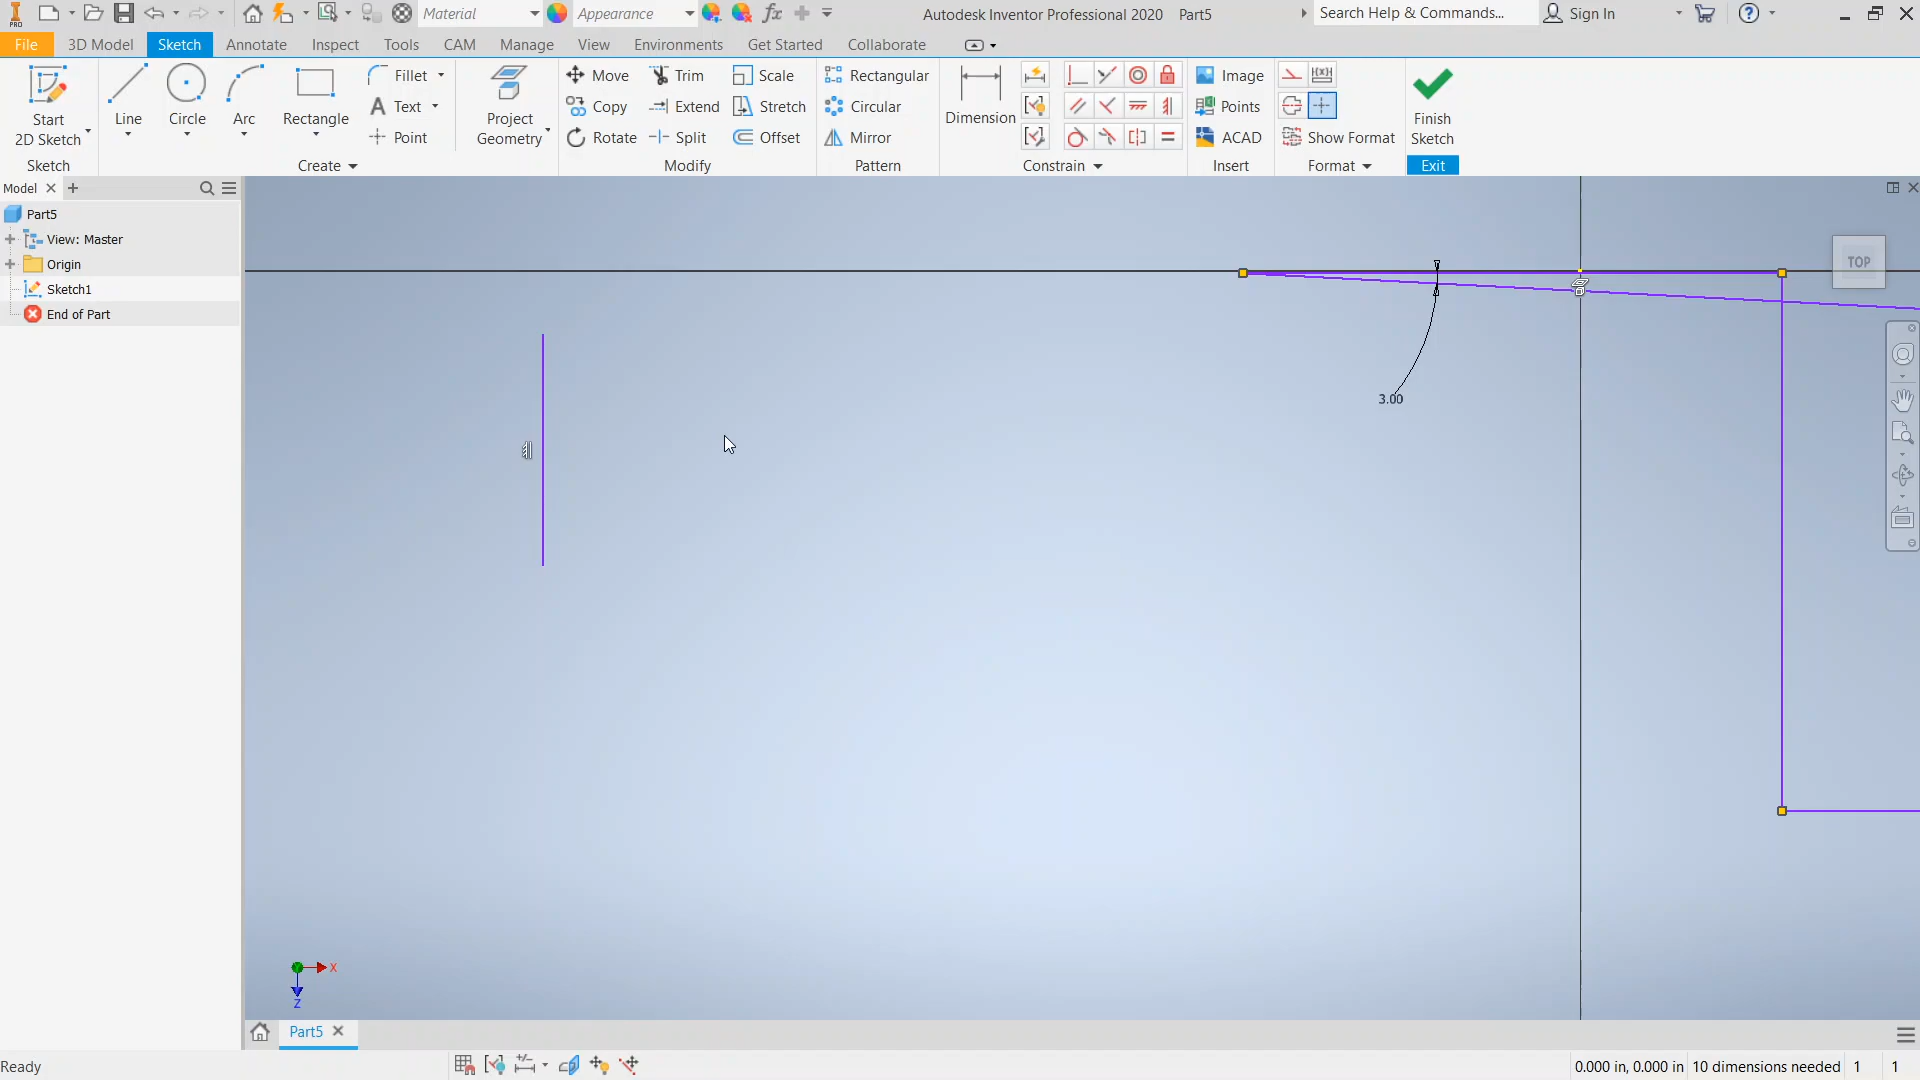 PRO Material Appearance fx Autodesk Inventor Professional 2020 Part5 Search Help & Commands... Sign In ?
File 3D Model Sketch Annotate Inspect Tools CAM Manage View Environments Get Started Collaborate
Start
2D Sketch
Line
Circle
Arc
Rectangle
Fillet
Text
Point
Project
Geometry
Move
Copy
Rotate
Trim
Extend
Split
Scale
Stretch
Offset
Rectangular
Circular
Mirror
Dimension
Image
Points
ACAD
Show Format
Finish
Sketch
Sketch Create Modify Pattern Constrain Insert Format Exit
Model
Part5
View: Master
Origin
Sketch1
End of Part
TOP
3.00
X
Z
Part5
Ready 0.000 in, 0.000 in 10 dimensions needed 1 1